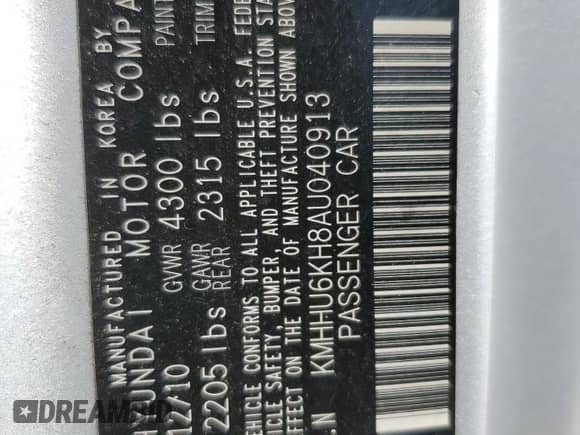 MANUFACTURED IN KOREA BY
HYUNDAI MOTOR COMPA
12/10 GVWR 4300 lbs PAINT
2205 lbs GAWR REAR 2315 lbs TRIM
VEHICLE CONFORMS TO ALL APPLICABLE U.S.A. FEDE
HICLE SAFETY, BUMPER, AND THEFT PREVENTION STA
EFFECT ON THE DATE OF MANUFACTURE SHOWN ABOV
I.N KMHHU6KH8AU040913
PASSENGER CAR
DREAMBID